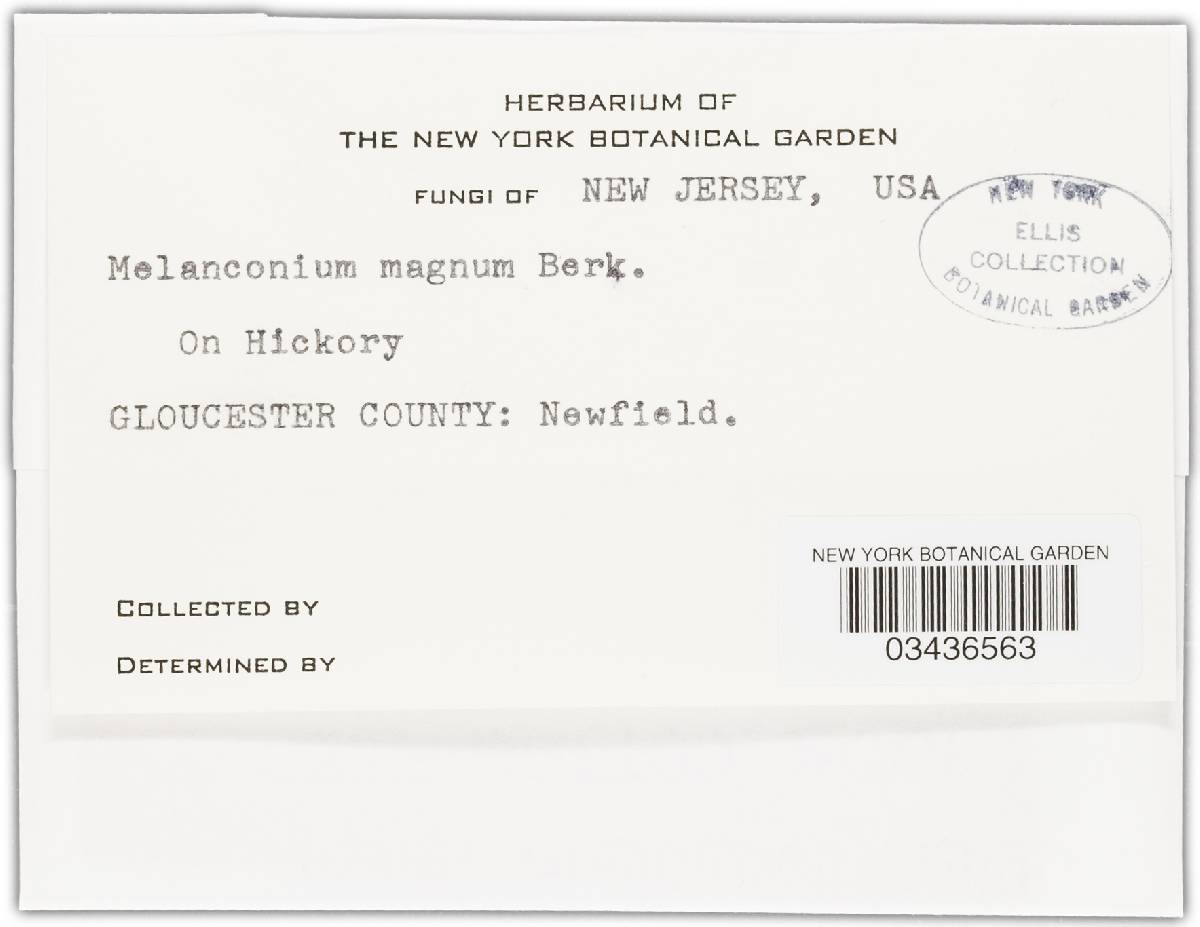 HERBARIUM OF
THE NEW YORK BOTANICAL GARDEN
FUNGI OF NEW JERSEY, USA
NEW YORK
ELLIS
COLLECTION
BOTANICAL GARDEN
Melanconium magnum Berk.
On Hickory
GLOUCESTER COUNTY: Newfield.
NEW YORK BOTANICAL GARDEN
03436563
COLLECTED BY
DETERMINED BY